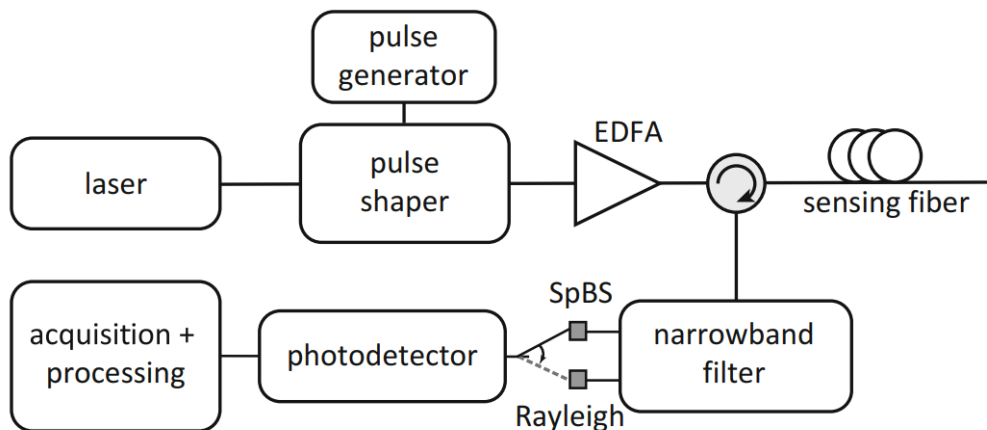 pulse
generator
EDFA
laser
pulse
shaper
sensing fiber
SpBS
acquisition +
processing
photodetector
narrowband
filter
Rayleigh